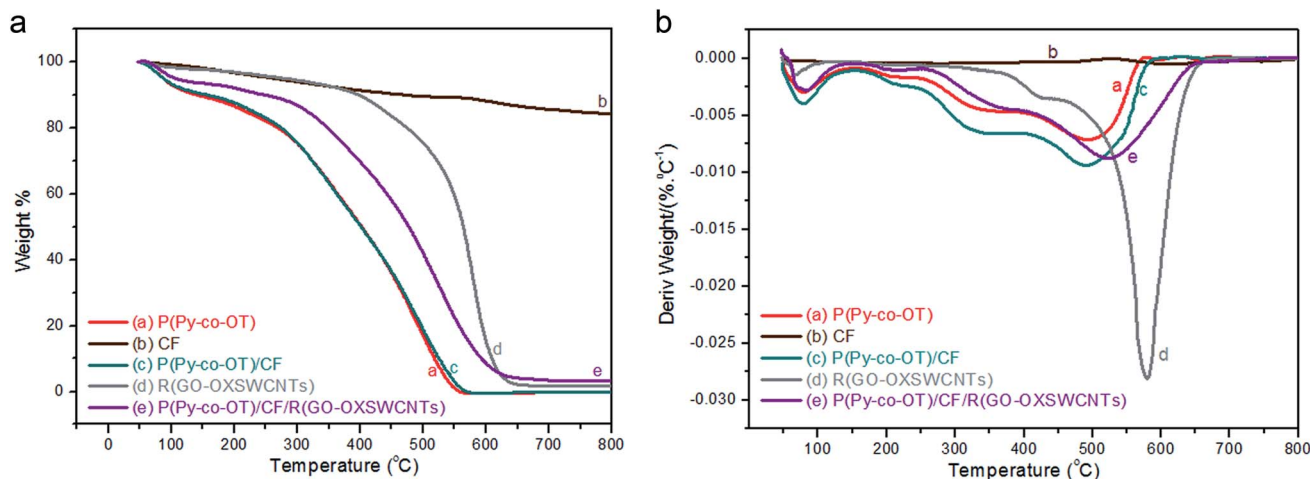 a
100
80
60
40
20
0
Weight %
b
d
a
c
e
(a) P(Py-co-OT)
(b) CF
(c) P(Py-co-OT)/CF
(d) R(GO-OXSWCNTs)
(e) P(Py-co-OT)/CF/R(GO-OXSWCNTs)
0 100 200 300 400 500 600 700 800
Temperature (°C)
b
0.000
-0.005
-0.010
-0.015
-0.020
-0.025
-0.030
Deriv Weight/(%.°C⁻¹)
b
a
c
e
d
(a) P(Py-co-OT)
(b) CF
(c) P(Py-co-OT)/CF
(d) R(GO-OXSWCNTs)
(e) P(Py-co-OT)/CF/R(GO-OXSWCNTs)
100 200 300 400 500 600 700 800
Temperature (°C)